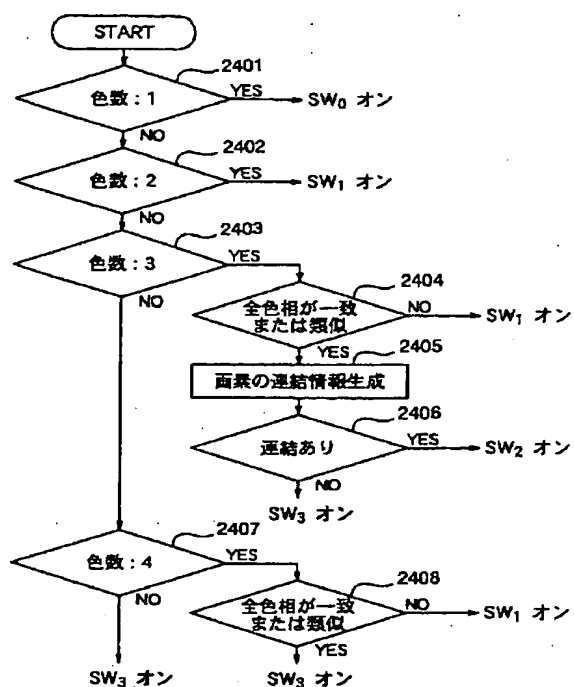 START
2401
色数:1
YES
SW0 オン
NO
2402
色数:2
YES
SW1 オン
NO
2403
色数:3
YES
NO
2404
全色相が一致
または類似
NO
SW1 オン
YES
2405
画素の連結情報生成
2406
連結あり
YES
SW2 オン
NO
SW3 オン
2407
色数:4
YES
NO
2408
全色相が一致
または類似
NO
SW1 オン
YES
SW3 オン
SW3 オン